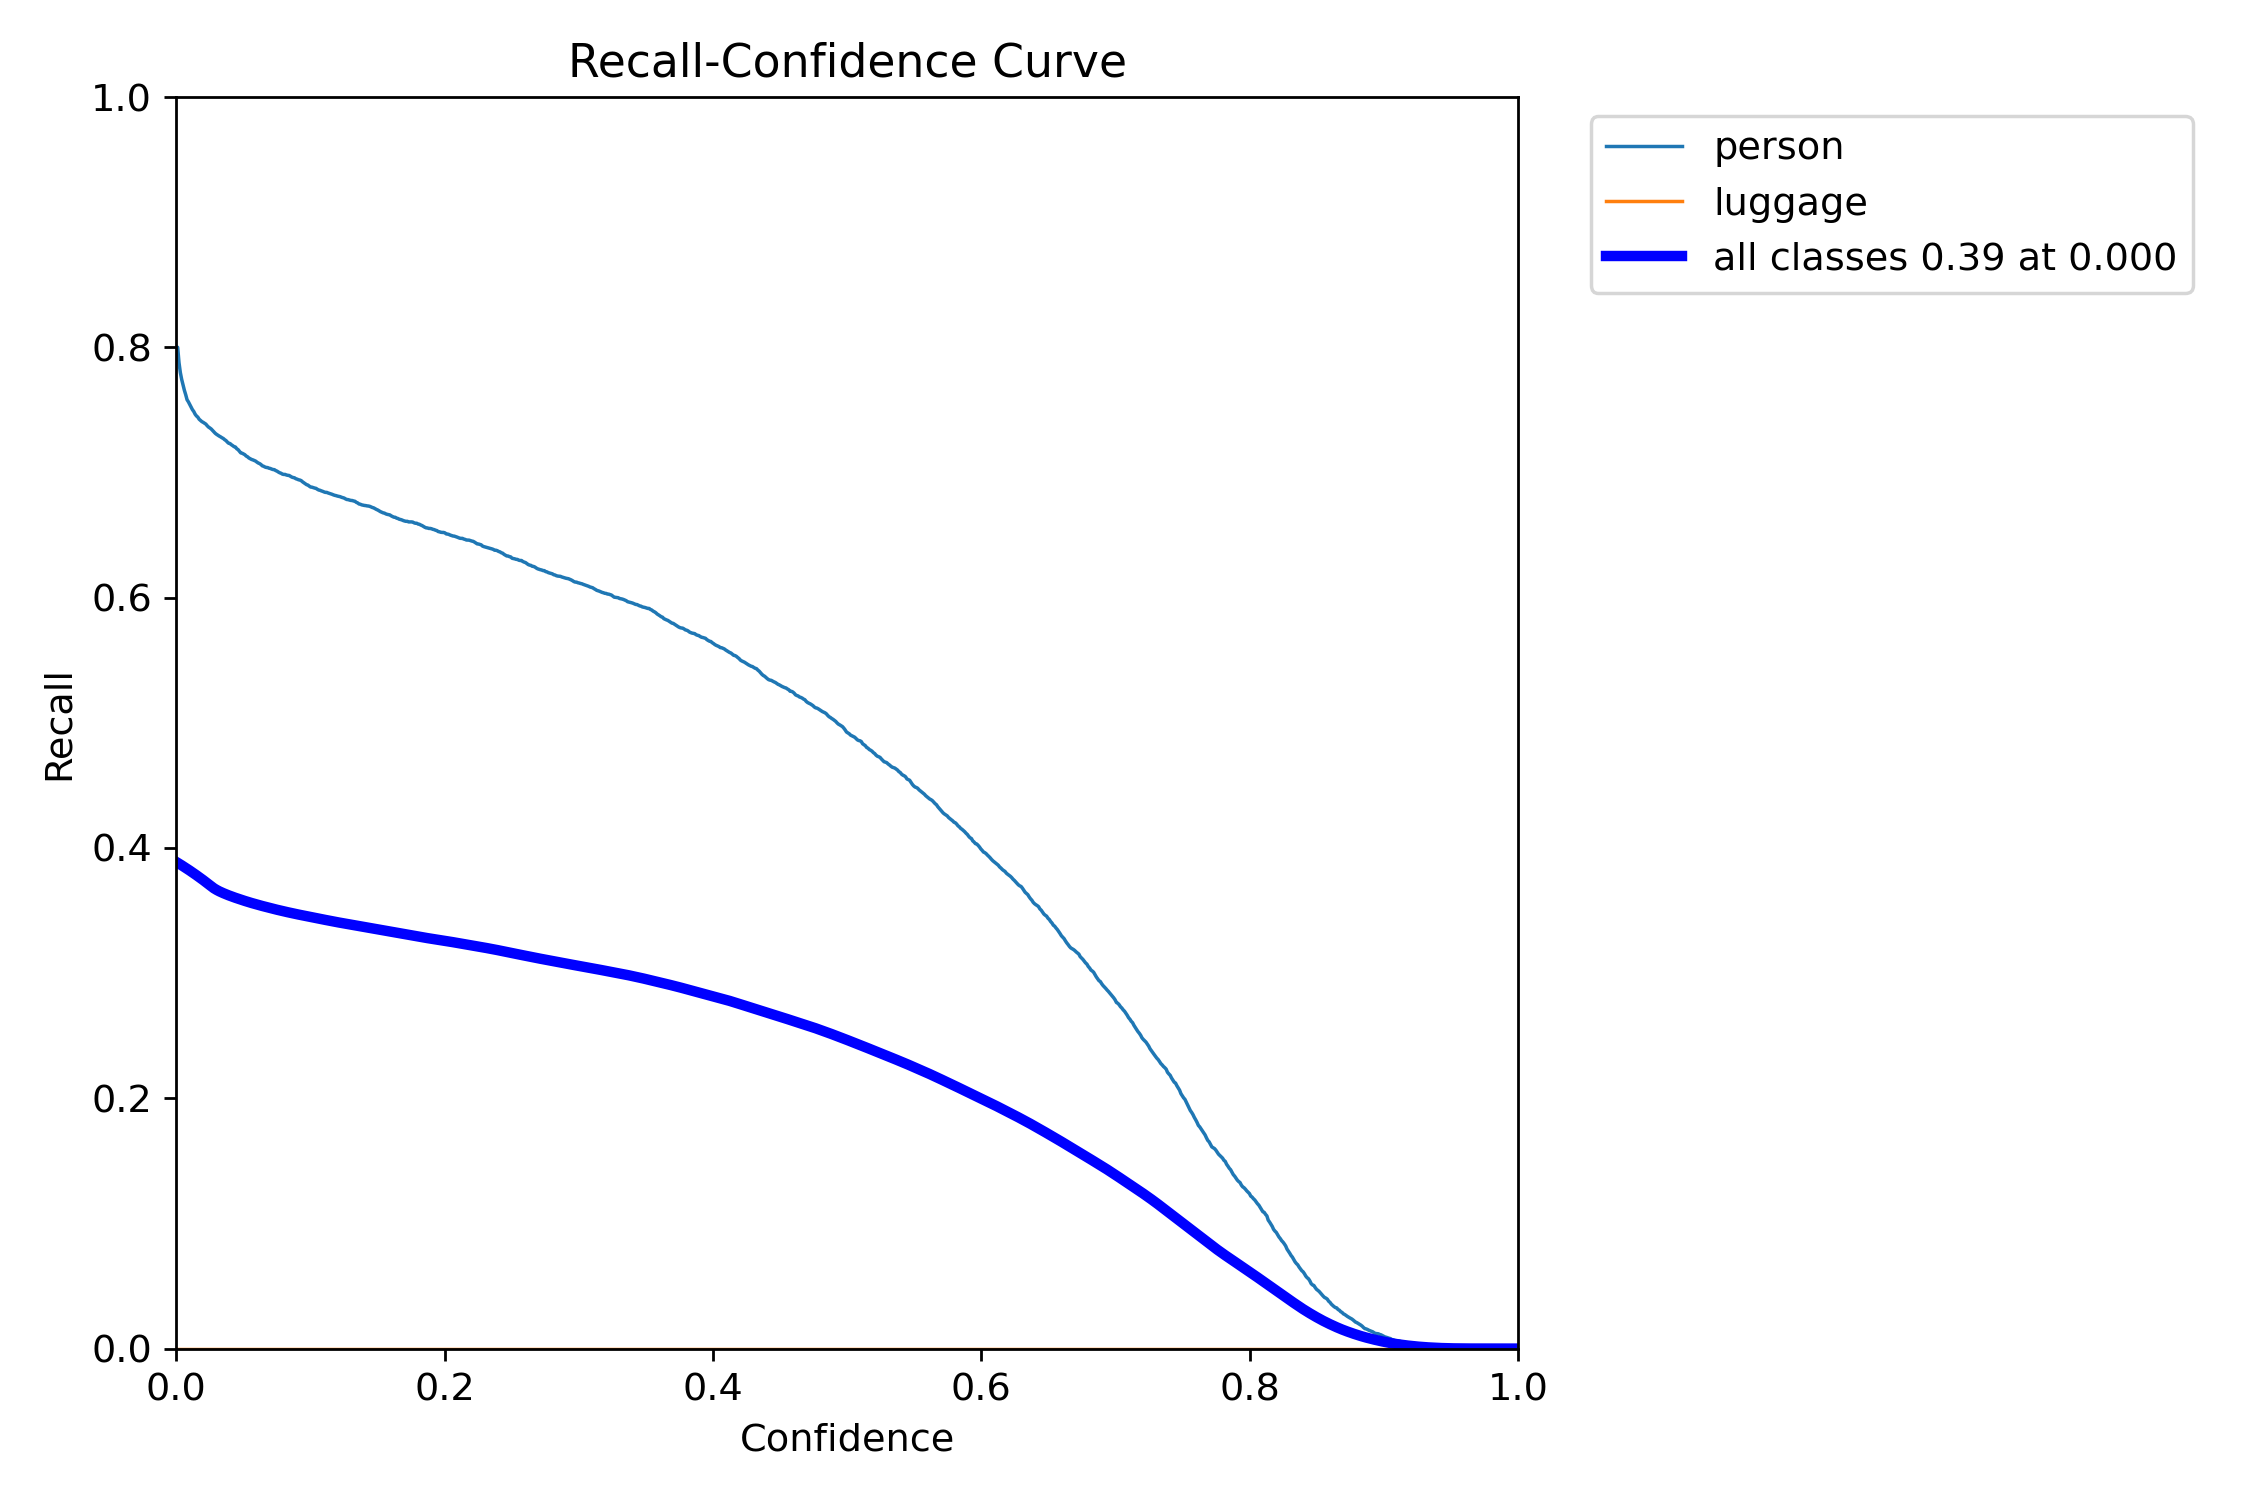 Recall-Confidence Curve
1.0
0.8
0.6
0.4
0.2
0.0
Recall
0.0 0.2 0.4 0.6 0.8 1.0
Confidence
person
luggage
all classes 0.39 at 0.000